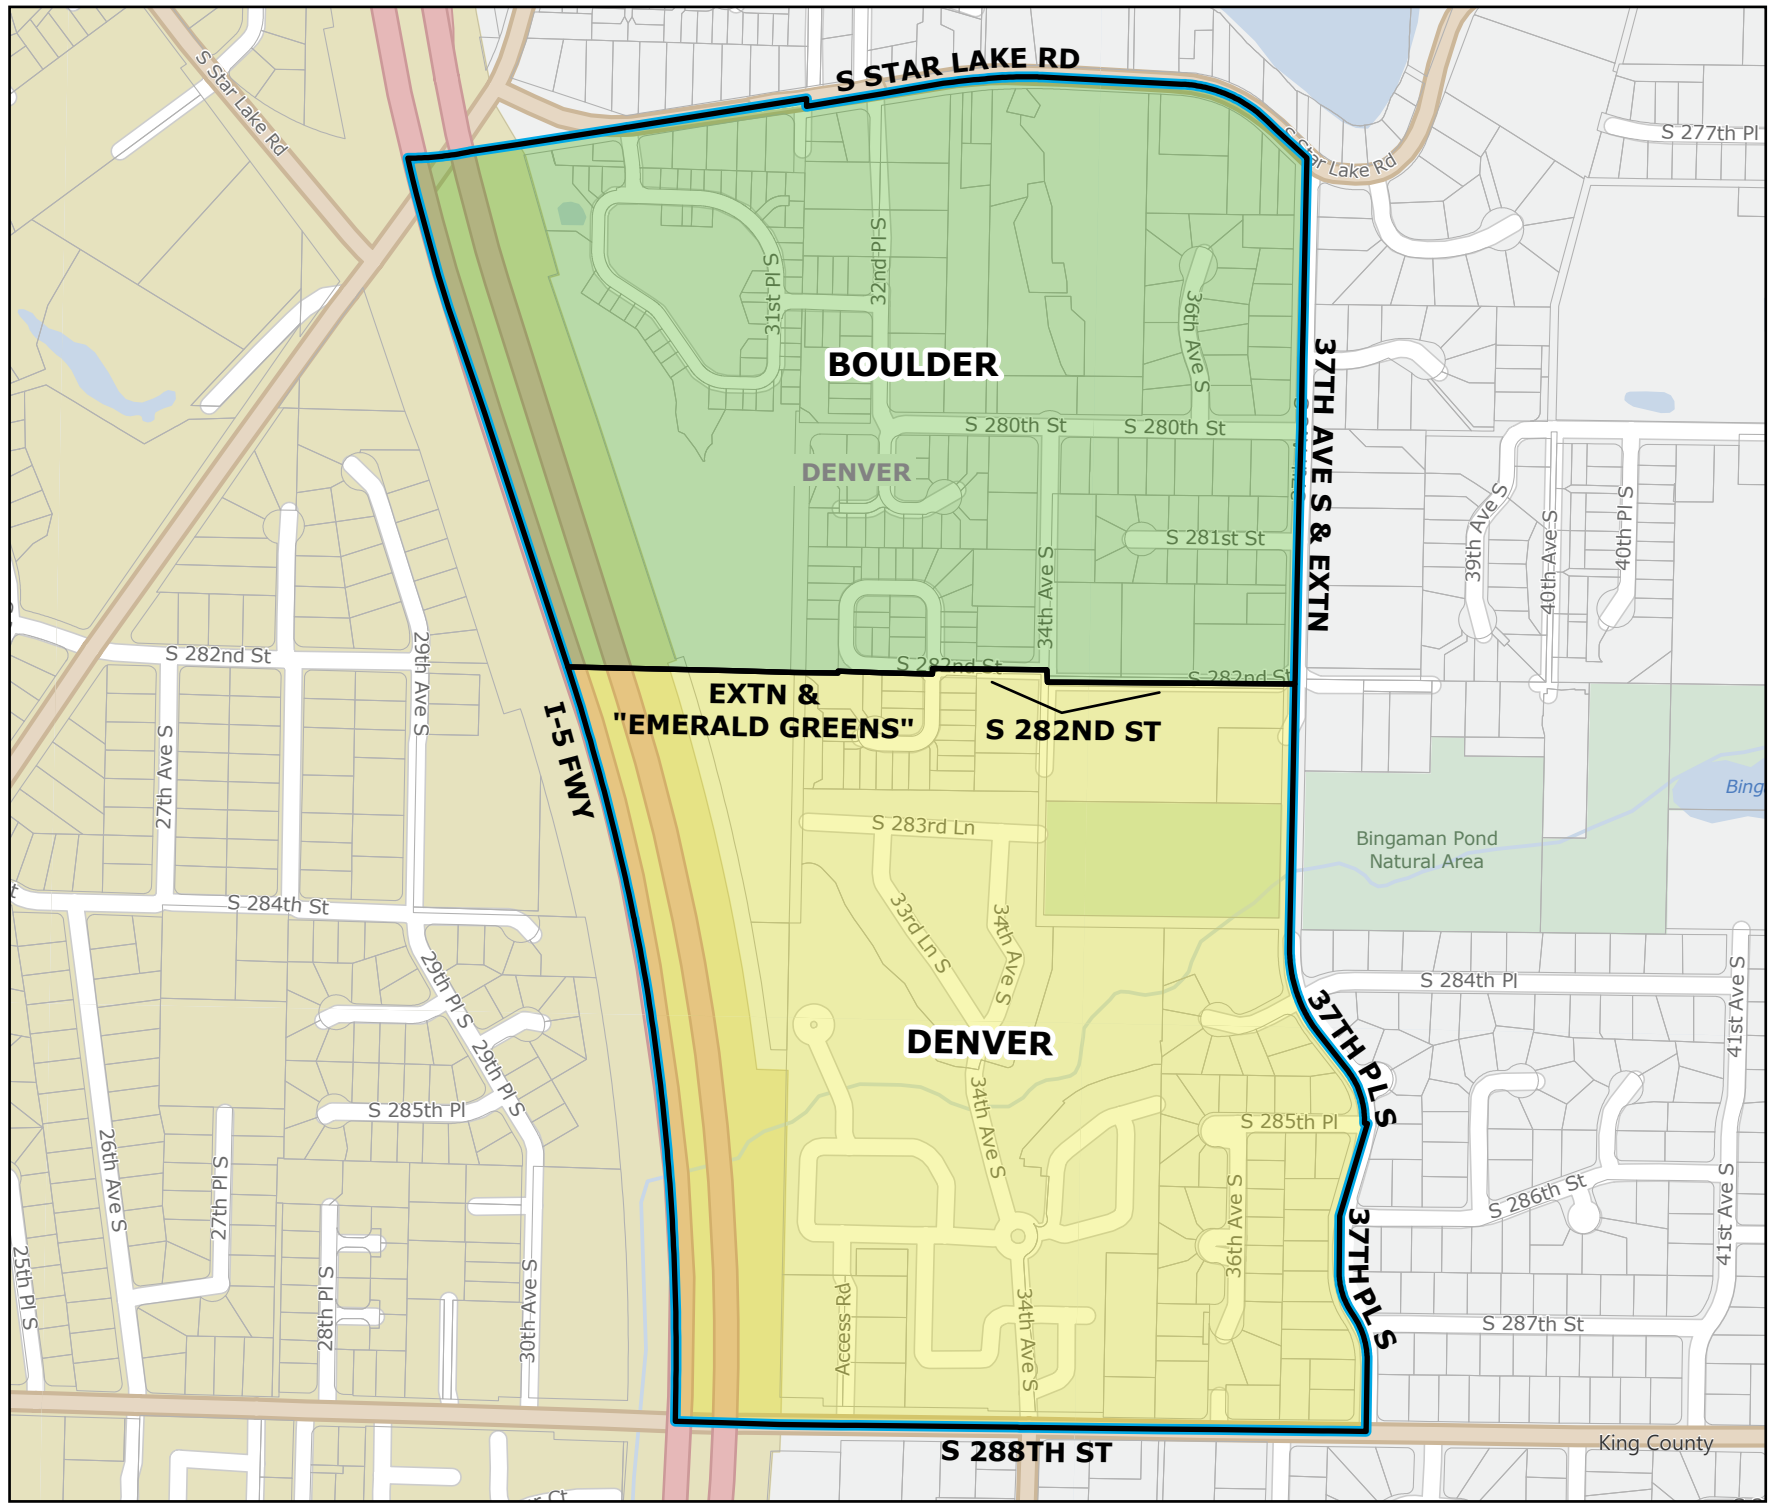 S STAR LAKE RD
S Star Lake Rd
S Star Lake Rd
S 277th Pl
31st Pl S
32nd Pl S
36th Ave S
BOULDER
37TH AVE S & EXTN
S 280th St
S 280th St
DENVER
39th Ave S
40th Ave S
40th Pl S
S 281st St
34th Ave S
S 282nd St
29th Ave S
S 282nd St
S 282nd St
EXTN &
"EMERALD GREENS"
S 282ND ST
I-5 FWY
27th Ave S
Bing
S 283rd Ln
Bingaman Pond
Natural Area
S 284th St
33rd Ln S
34th Ave S
29th Pl S
S 284th Pl
41st Ave S
37TH PL S
DENVER
29th Pl S
34th Ave S
S 285th Pl
S 285th Pl
26th Ave S
27th Pl S
36th Ave S
S 286th St
41st Ave S
37TH PL S
25th Pl S
28th Pl S
30th Ave S
Access Rd
34th Ave S
S 287th St
S 288TH ST
King County